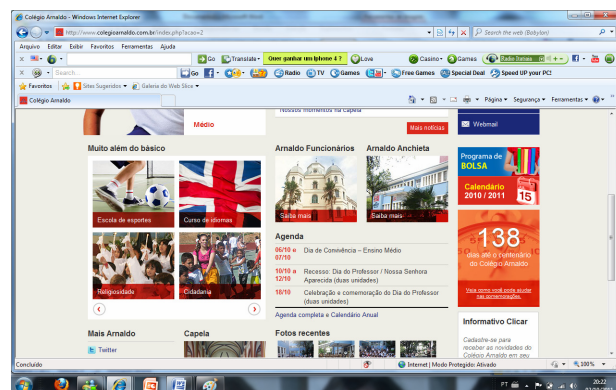 Colégio Arnaldo - Windows Internet Explorer
http://www.colegioarnaldo.com.br/index.php?acao=2
Search the web (Babylon)
Arquivo Editar Exibir Favoritos Ferramentas Ajuda
Go Translate Quer ganhar um Iphone 4 ? Love Casino Games Radio Itatiaia
Search... Go Radio TV Games Free Games Special Deal Speed UP your PC!
Favoritos Sites Sugeridos Galeria do Web Slice
Colégio Arnaldo Página Segurança Ferramentas
Médio
Nossos momentos na capela
Mais notícias
Webmail
Muito além do básico
Escola de esportes
Curso de idiomas
Religiosidade
Cidadania
Arnaldo Funcionários Arnaldo Anchieta
Saiba mais Saiba mais
Agenda
06/10 a 07/10 Dia de Convivência – Ensino Médio
10/10 a 12/10 Recesso: Dia do Professor / Nossa Senhora Aparecida (duas unidades)
18/10 Celebração e comemoração do Dia do Professor (duas unidades)
Agenda completa e Calendário Anual
Programa de
BOLSA
Calendário
2010 / 2011
15
138
dias até o centenário
do Colégio Arnaldo
Veja como você pode ajudar
nas comemorações.
Mais Arnaldo
Twitter
Capela
Fotos recentes
Informativo Clicar
Cadastre-se para
receber as novidades do
Colégio Arnaldo em seu
Concluído
Internet | Modo Protegido: Ativado
100%
PT
20:22